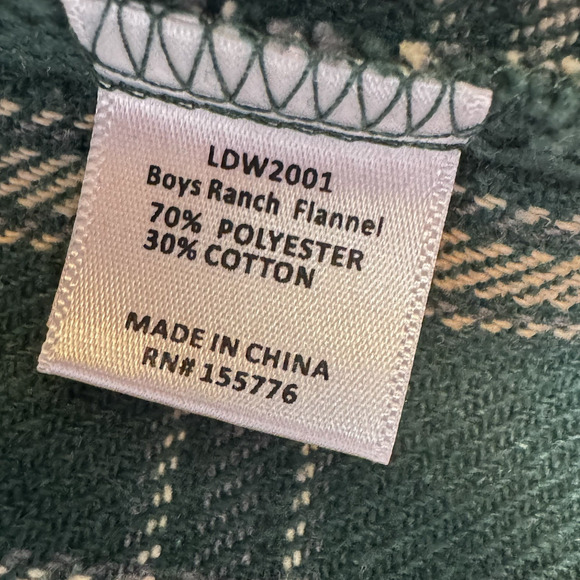 LDW2001
Boys Ranch Flannel
70% POLYESTER
30% COTTON
MADE IN CHINA
RN# 155776